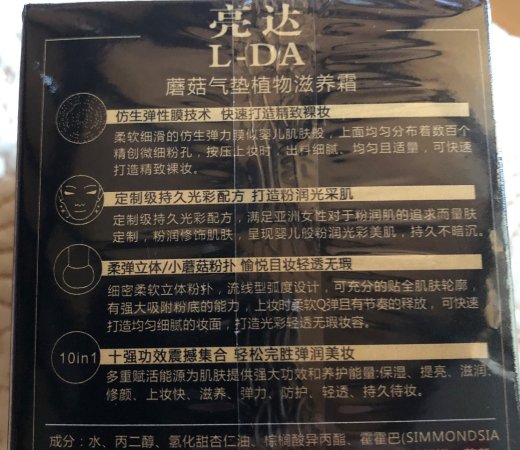 亮达
L-DA
蘑菇气垫植物滋养霜
仿生弹性膜技术 快速打造精致裸妆
柔软细滑的仿生弹力膜似婴儿肌肤般，上面均匀分布着数百个
精创微细粉孔，按压上妆时，出料细腻、均匀且适量，可快速
打造精致裸妆。
定制级持久光彩配方 打造粉润光采肌
定制级持久光彩配方，满足亚洲女性对于粉润肌的追求而量肤
定制，粉润修饰肌肤，呈现婴儿般粉润光彩美肌，持久不暗沉。
柔弹立体/小蘑菇粉扑 愉悦目妆轻透无瑕
细密柔软立体粉扑，流线型弧度设计，可充分的贴全肌肤轮廓，
有强大吸附粉底的能力，上妆时柔软Q弹且有节奏的释放，可快速
打造均匀细腻的妆面，打造光彩轻透无瑕妆容。
10in1
十强功效震撼集合 轻松完胜弹润美妆
多重赋活能源为肌肤提供强大功效和养护能量:保湿、提亮、滋润、
修颜、上妆快、滋养、弹力、防护、轻透、持久待妆。
成分：水、丙二醇、氢化甜杏仁油、棕榈酸异丙酯、霍霍巴(SIMMONDSIA